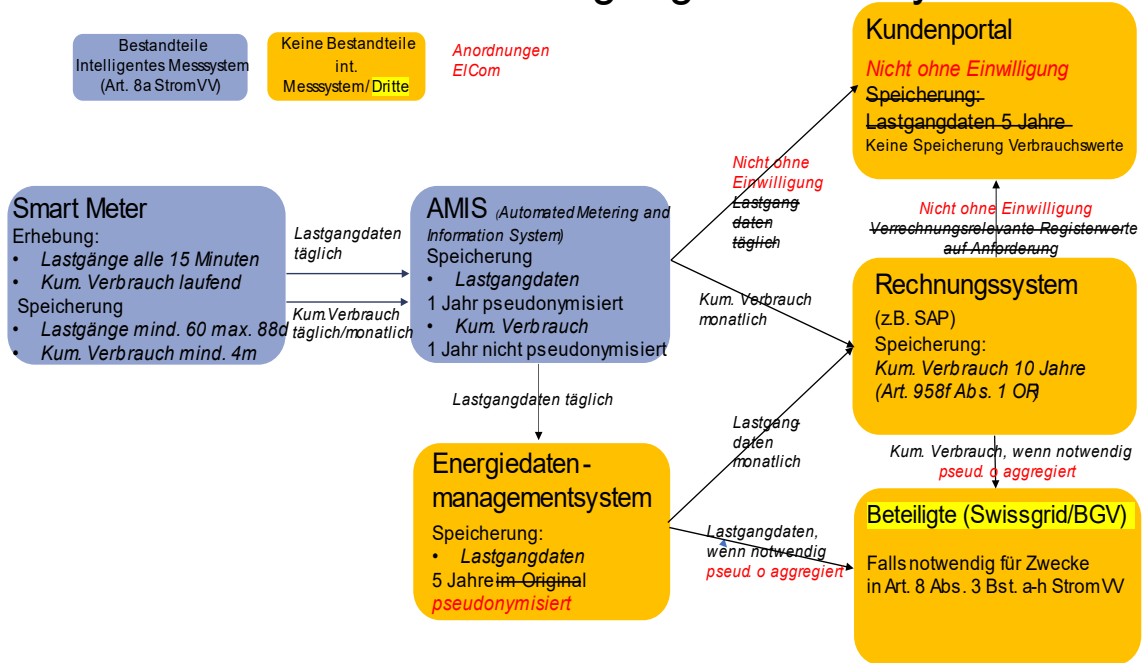 Bestandteile
Intelligentes Messsystem
(Art. 8a StromVV)
Keine Bestandteile
int.
Messsystem/ Dritte
Anordnungen
ElCom
Kundenportal
Nicht ohne Einwilligung
Speicherung:
Lastgangdaten 5 Jahre
Keine Speicherung Verbrauchswerte
Smart Meter
Erhebung:
• Lastgänge alle 15 Minuten
• Kum. Verbrauch laufend
Speicherung
• Lastgänge mind. 60 max. 88d
• Kum. Verbrauch mind. 4m
Lastgangdaten
täglich
Kum.Verbrauch
täglich/monatlich
AMIS (Automated Metering and
Information System)
Speicherung
• Lastgangdaten
1 Jahr pseudonymisiert
• Kum. Verbrauch
1 Jahr nicht pseudonymisiert
Nicht ohne
Einwilligung
Lastgang
daten
täglich
Kum. Verbrauch
monatlich
Nicht ohne Einwilligung
Verrechnungsrelevante Registerwerte
auf Anforderung
Rechnungssystem
(z.B. SAP)
Speicherung:
Kum. Verbrauch 10 Jahre
(Art. 958f Abs. 1 OR)
Lastgangdaten täglich
Energiedaten-
managementsystem
Speicherung:
• Lastgangdaten
5 Jahre im Original
pseudonymisiert
Lastgang
daten
monatlich
Lastgangdaten,
wenn notwendig
pseud. o aggregiert
Kum. Verbrauch, wenn notwendig
pseud. o aggregiert
Beteiligte (Swissgrid/BGV)
Falls notwendig für Zwecke
in Art. 8 Abs. 3 Bst. a-h StromVV